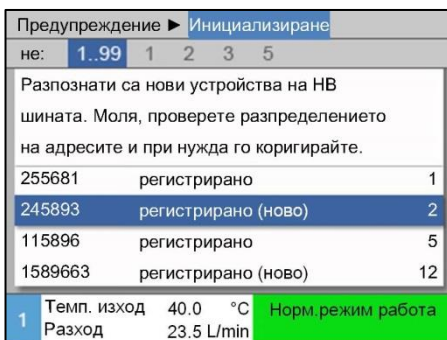 Предупреждение ► Инициализиране
не: 1..99 1 2 3 5
Разпознати са нови устройства на НВ
шината. Моля, проверете разпределението
на адресите и при нужда го коригирайте.
255681 регистрирано 1
245893 регистрирано (ново) 2
115896 регистрирано 5
1589663 регистрирано (ново) 12
1 Темп. изход 40.0 °C Норм.режим работа
Разход 23.5 L/min